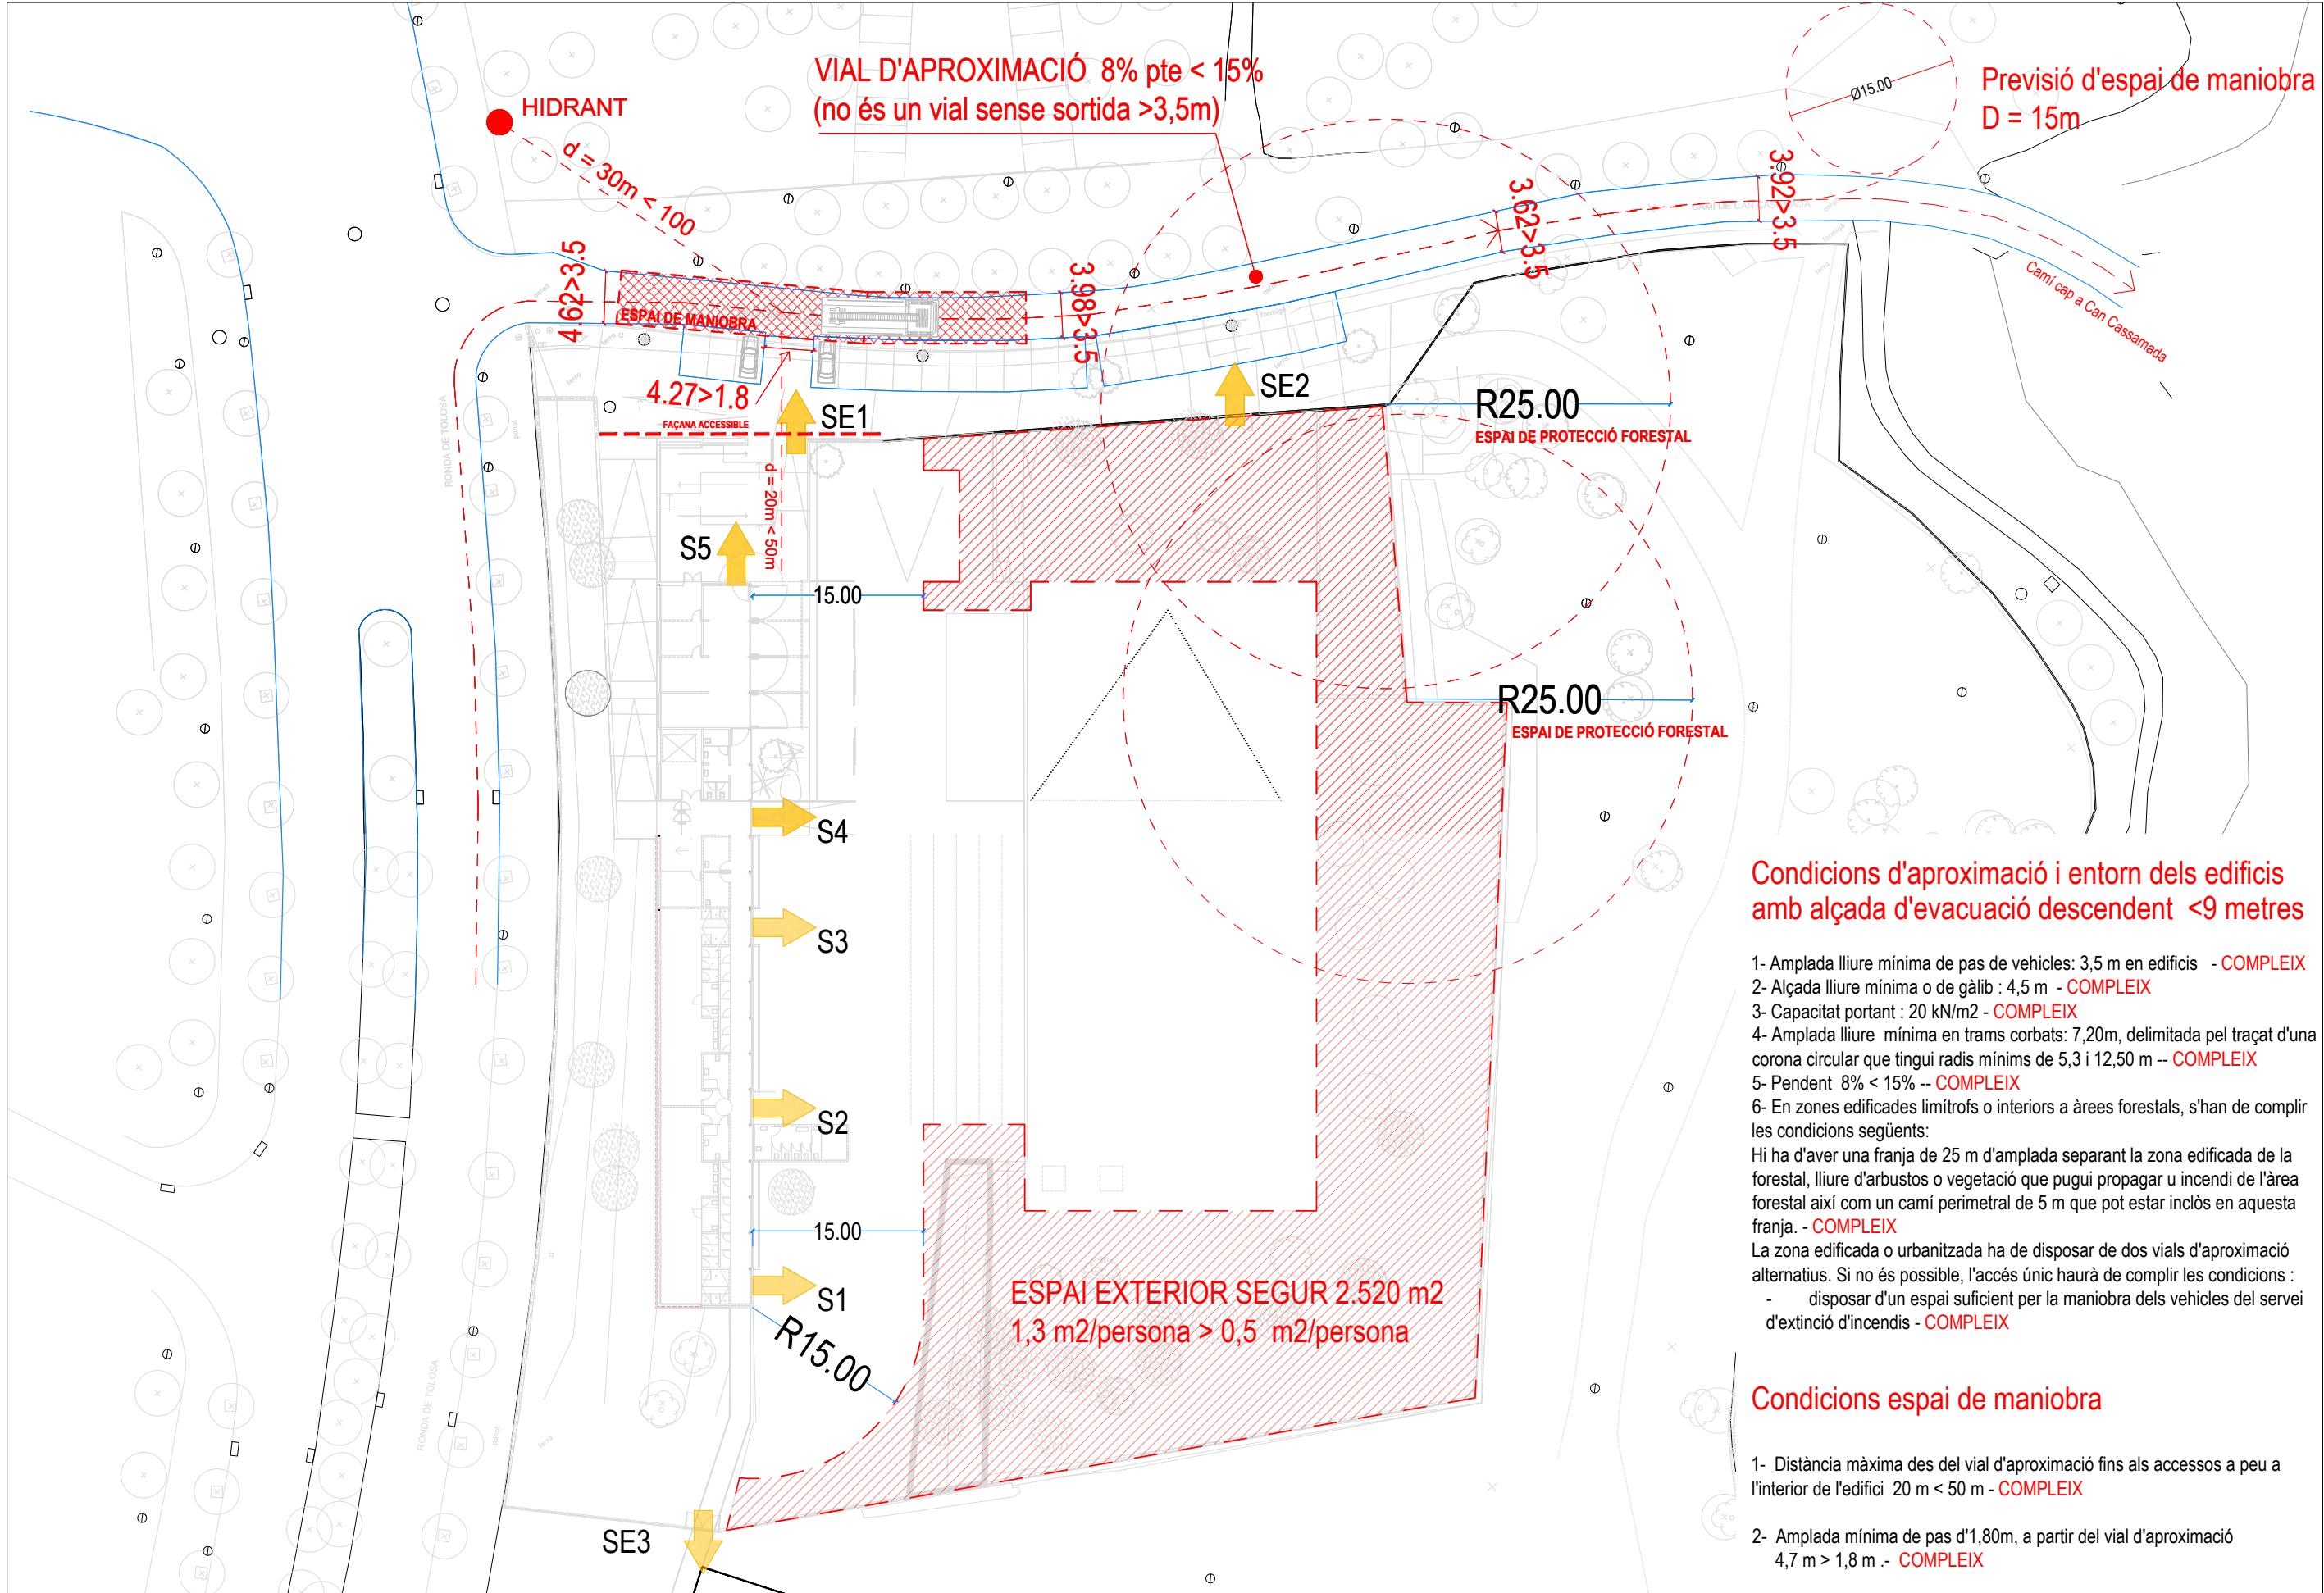 VIAL D'APROXIMACIÓ 8% pte < 15%
(no és un vial sense sortida >3,5m)
HIDRANT
d = 30m < 100
Ø15.00
Previsió d'espai de maniobra
D = 15m
4.62>3.5
ESPAI DE MANIOBRA
3.98>3.5
3.62>3.5
3.92>3.5
CAMI DE CAN CASSADA
Camí cap a Can Cassamada
4.27>1.8
FAÇANA ACCESSIBLE
SE1
SE2
R25.00
ESPAI DE PROTECCIÓ FORESTAL
RONDA DE TOLOSA
d = 20m < 50m
S5
15.00
R25.00
ESPAI DE PROTECCIÓ FORESTAL
S4
S3
S2
15.00
S1
R15.00
ESPAI EXTERIOR SEGUR 2.520 m2
1,3 m2/persona > 0,5 m2/persona
RONDA DE TOLOSA
SE3
Condicions d'aproximació i entorn dels edificis
amb alçada d'evacuació descendent <9 metres
1- Amplada lliure mínima de pas de vehicles: 3,5 m en edificis - COMPLEIX
2- Alçada lliure mínima o de gàlib : 4,5 m - COMPLEIX
3- Capacitat portant : 20 kN/m2 - COMPLEIX
4- Amplada lliure mínima en trams corbats: 7,20m, delimitada pel traçat d'una
corona circular que tingui radis mínims de 5,3 i 12,50 m -- COMPLEIX
5- Pendent 8% < 15% -- COMPLEIX
6- En zones edificades limítrofs o interiors a àrees forestals, s'han de complir
les condicions següents:
Hi ha d'aver una franja de 25 m d'amplada separant la zona edificada de la
forestal, lliure d'arbustos o vegetació que pugui propagar u incendi de l'àrea
forestal així com un camí perimetral de 5 m que pot estar inclòs en aquesta
franja. - COMPLEIX
La zona edificada o urbanitzada ha de disposar de dos vials d'aproximació
alternatius. Si no és possible, l'accés únic haurà de complir les condicions :
- disposar d'un espai suficient per la maniobra dels vehicles del servei
d'extinció d'incendis - COMPLEIX
Condicions espai de maniobra
1- Distància màxima des del vial d'aproximació fins als accessos a peu a
l'interior de l'edifici 20 m < 50 m - COMPLEIX
2- Amplada mínima de pas d'1,80m, a partir del vial d'aproximació
4,7 m > 1,8 m .- COMPLEIX